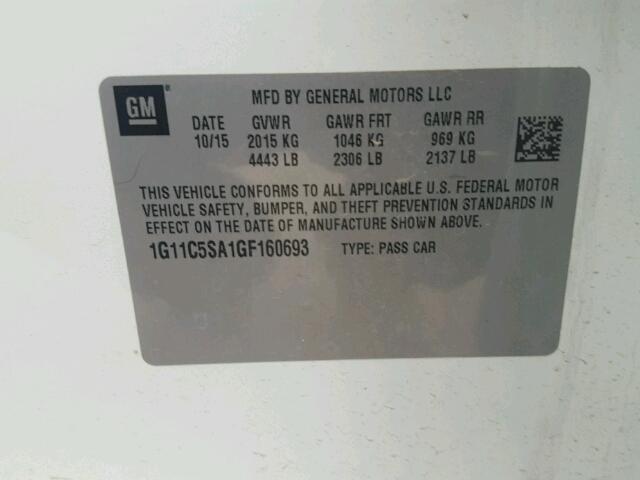 GM
MFD BY GENERAL MOTORS LLC
DATE GVWR GAWR FRT GAWR RR
10/15 2015 KG 1046 KG 969 KG
4443 LB 2306 LB 2137 LB
THIS VEHICLE CONFORMS TO ALL APPLICABLE U.S. FEDERAL MOTOR
VEHICLE SAFETY, BUMPER, AND THEFT PREVENTION STANDARDS IN
EFFECT ON THE DATE OF MANUFACTURE SHOWN ABOVE.
1G11C5SA1GF160693 TYPE: PASS CAR